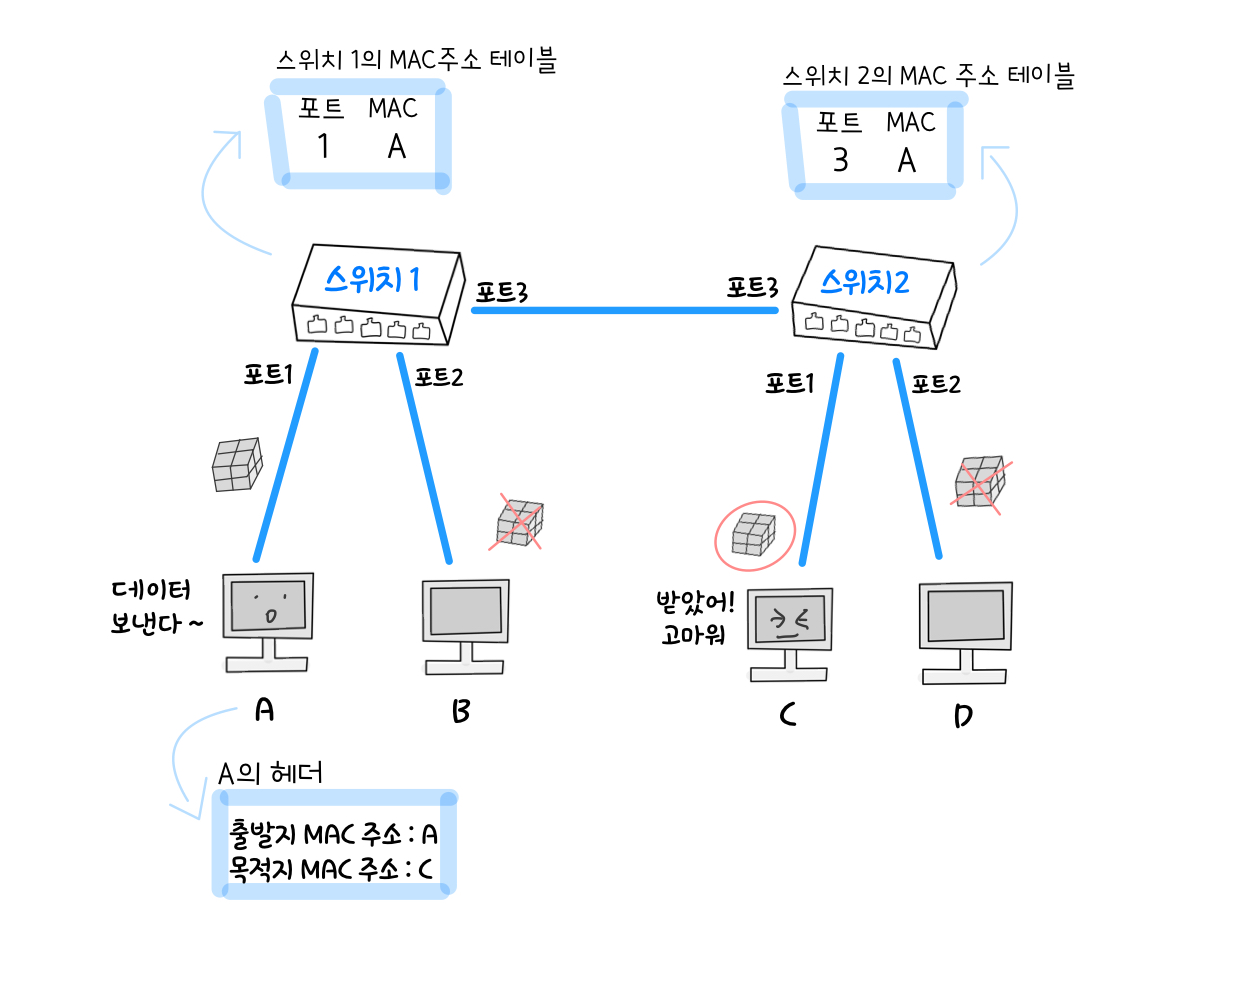 스위치 1의 MAC주소 테이블
포트 MAC
1 A
스위치 2의 MAC 주소 테이블
포트 MAC
3 A
스위치 1
포트3
포트3
스위치2
포트1
포트2
포트1
포트2
데이터
보낸다 ~
받았어!
고마워
A
B
C
D
A의 헤더
출발지 MAC 주소 : A
목적지 MAC 주소 : C